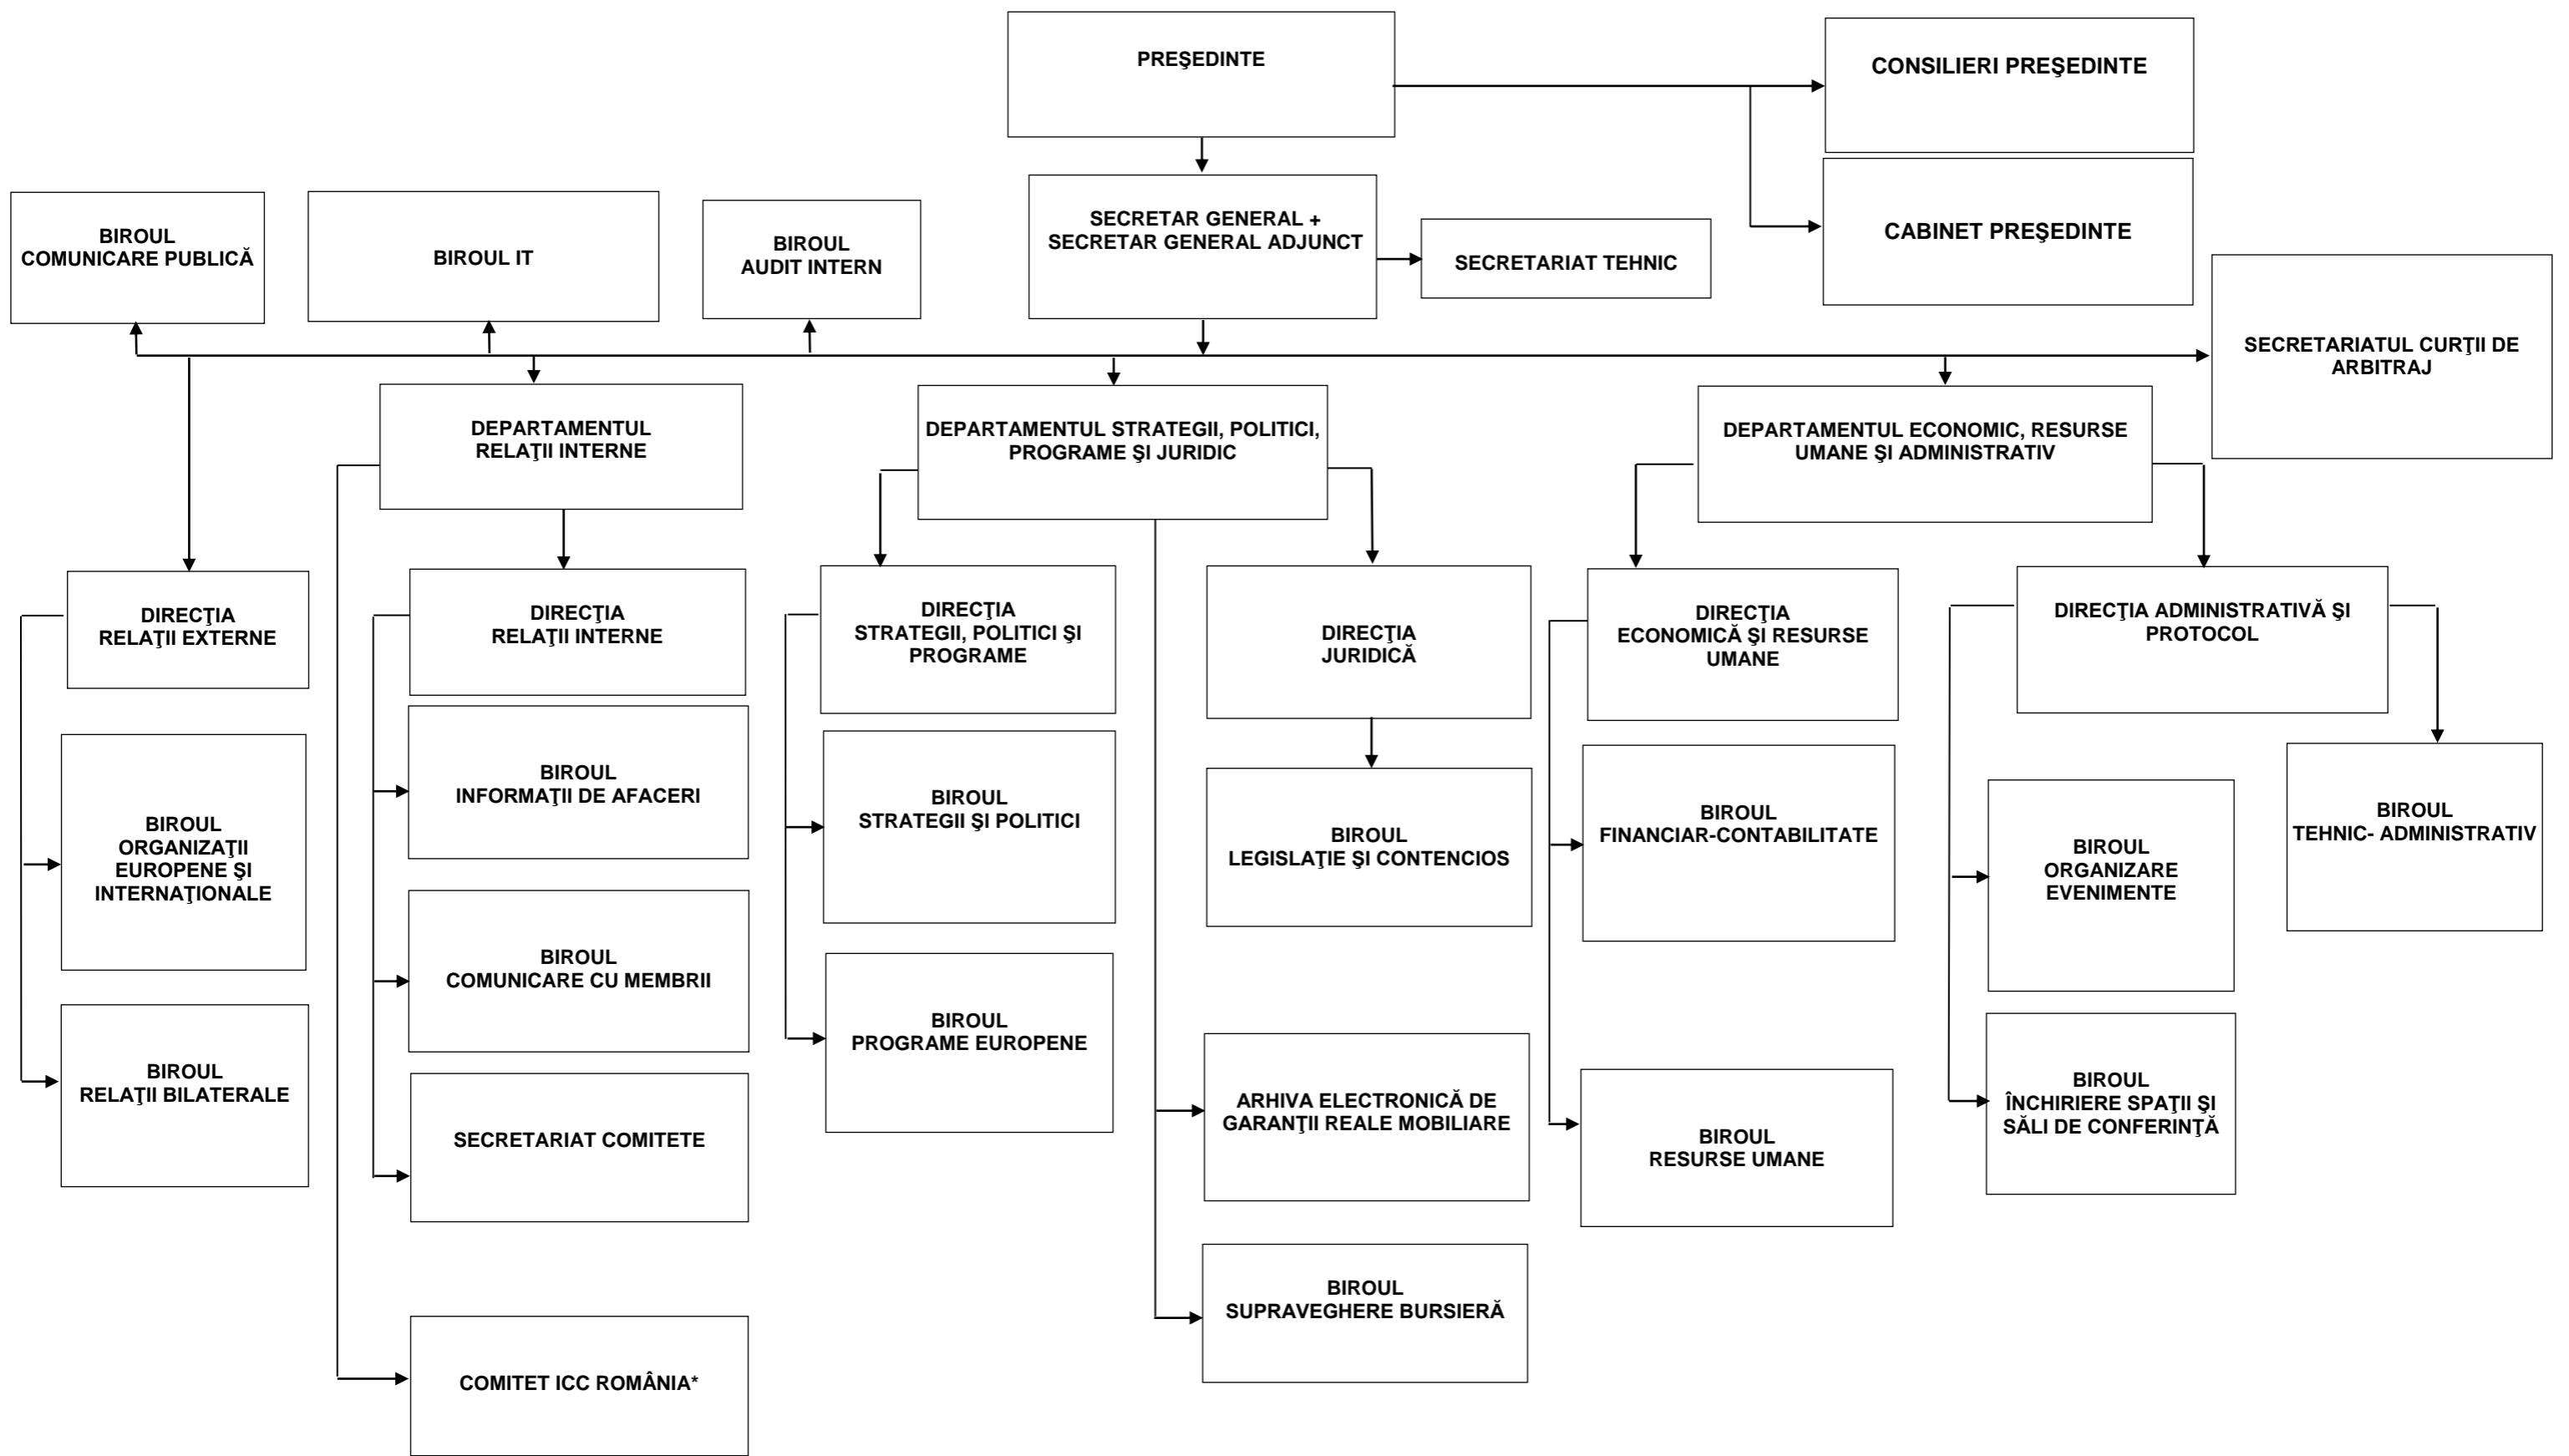 PREŞEDINTE
CONSILIERI PREŞEDINTE
CABINET PREŞEDINTE
SECRETAR GENERAL +
SECRETAR GENERAL ADJUNCT
SECRETARIAT TEHNIC
BIROUL
COMUNICARE PUBLICĂ
BIROUL IT
BIROUL
AUDIT INTERN
SECRETARIATUL CURŢII DE
ARBITRAJ
DEPARTAMENTUL
RELAŢII INTERNE
DEPARTAMENTUL STRATEGII, POLITICI,
PROGRAME ŞI JURIDIC
DEPARTAMENTUL ECONOMIC, RESURSE
UMANE ŞI ADMINISTRATIV
DIRECŢIA
RELAŢII EXTERNE
DIRECŢIA
RELAŢII INTERNE
DIRECŢIA
STRATEGII, POLITICI ŞI
PROGRAME
DIRECŢIA
JURIDICĂ
DIRECŢIA
ECONOMICĂ ŞI RESURSE
UMANE
DIRECŢIA ADMINISTRATIVĂ ŞI
PROTOCOL
BIROUL
ORGANIZAŢII
EUROPENE ŞI
INTERNAŢIONALE
BIROUL
INFORMAŢII DE AFACERI
BIROUL
STRATEGII ŞI POLITICI
BIROUL
LEGISLAŢIE ŞI CONTENCIOS
BIROUL
FINANCIAR-CONTABILITATE
BIROUL
ORGANIZARE
EVENIMENTE
BIROUL
TEHNIC- ADMINISTRATIV
BIROUL
COMUNICARE CU MEMBRII
BIROUL
PROGRAME EUROPENE
BIROUL
RELAŢII BILATERALE
SECRETARIAT COMITETE
ARHIVA ELECTRONICĂ DE
GARANŢII REALE MOBILIARE
BIROUL
RESURSE UMANE
BIROUL
ÎNCHIRIERE SPAŢII ŞI
SĂLI DE CONFERINŢĂ
BIROUL
SUPRAVEGHERE BURSIERĂ
COMITET ICC ROMÂNIA*